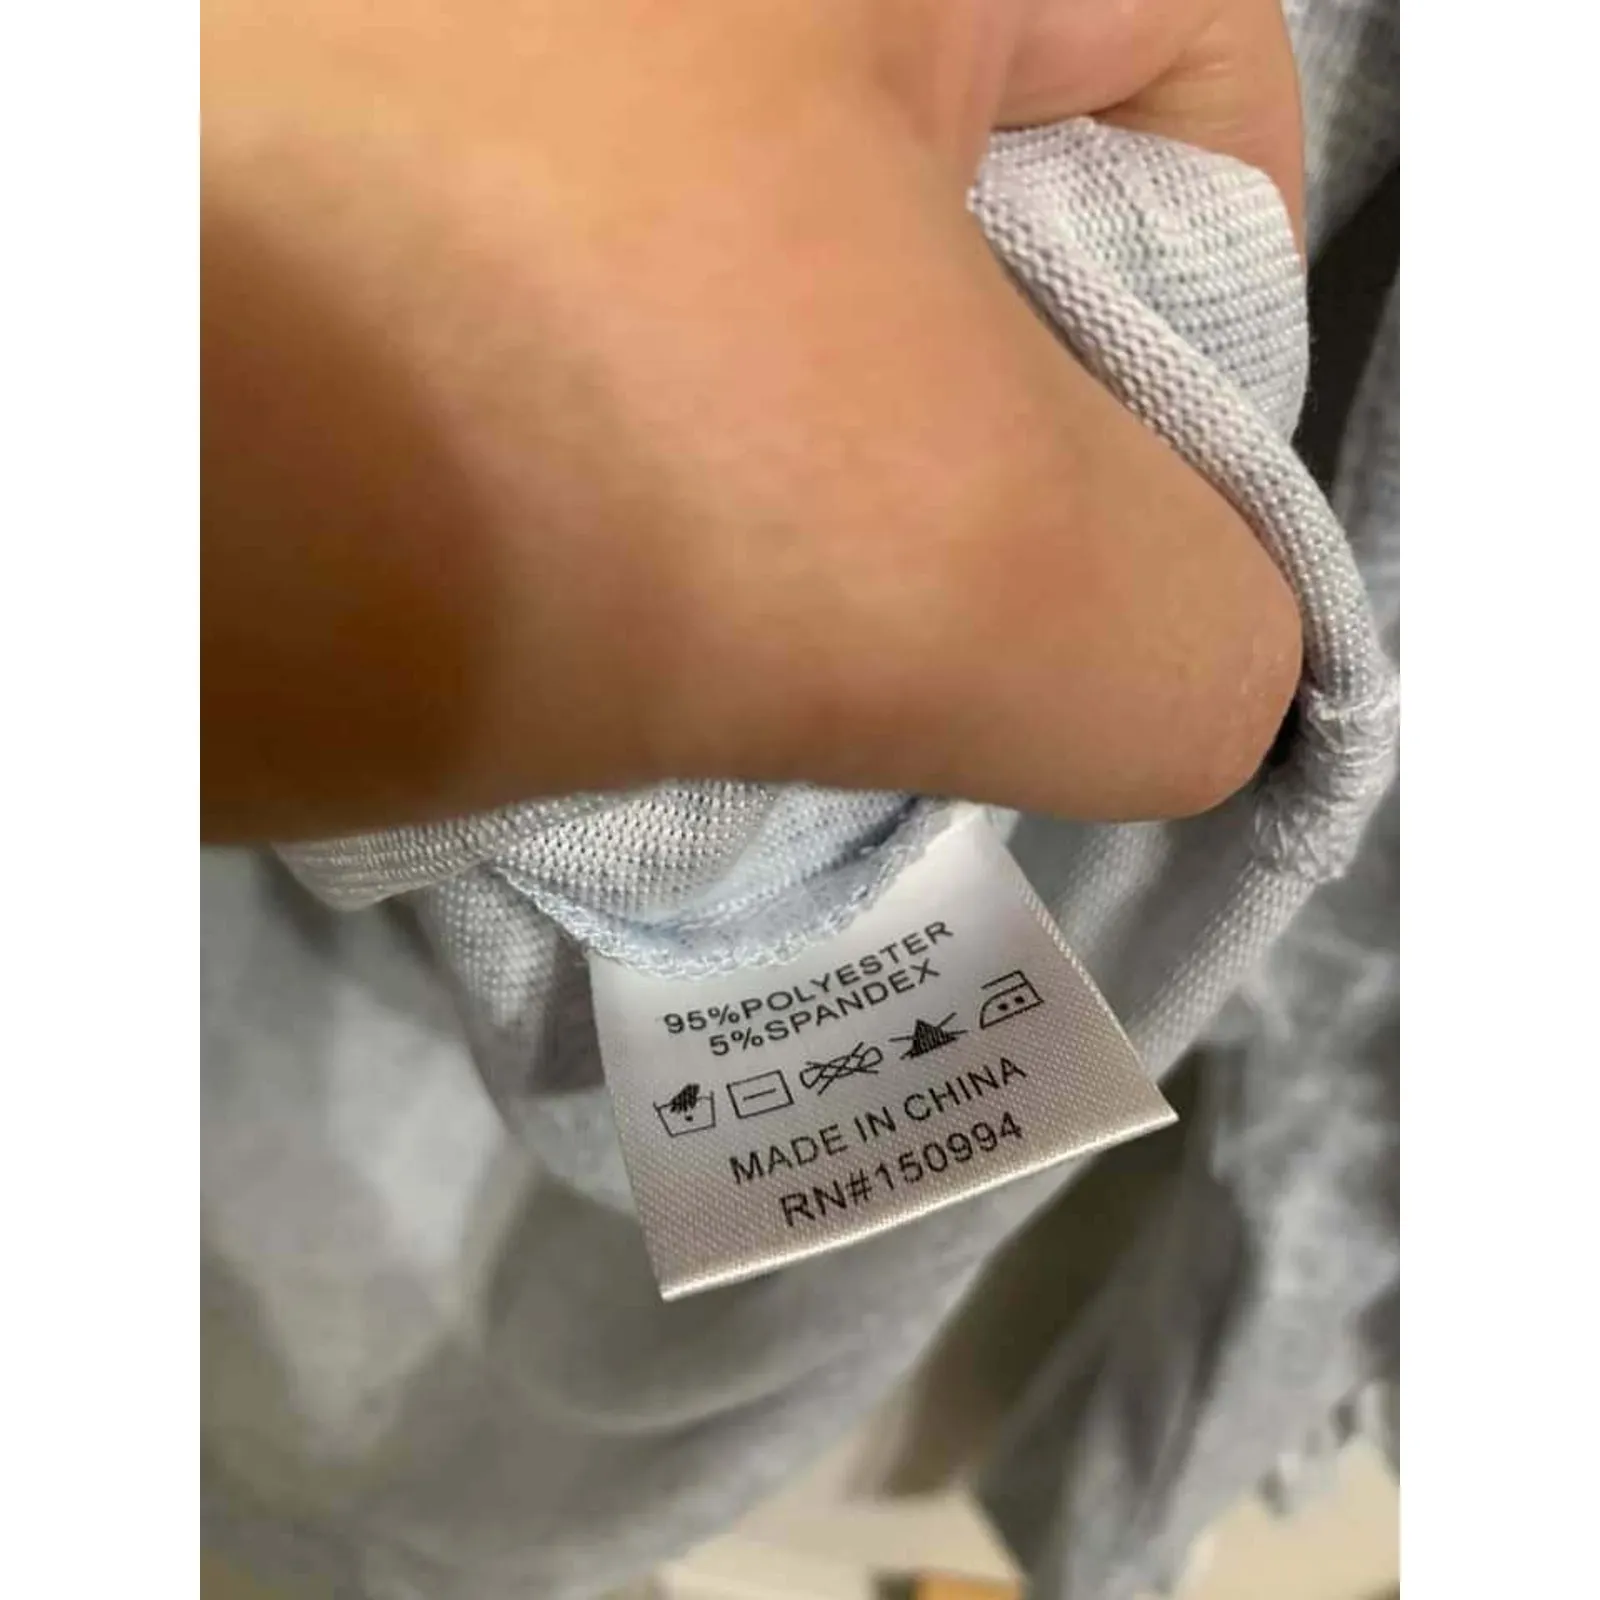 95%POLYESTER
5%SPANDEX
MADE IN CHINA
RN#150994